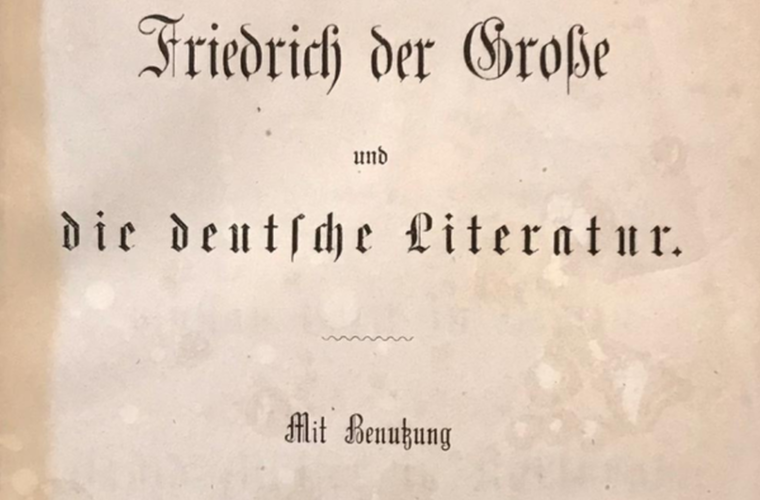 Friedrich der Große
und
die deutſche Literatur.
Mit Benutzung